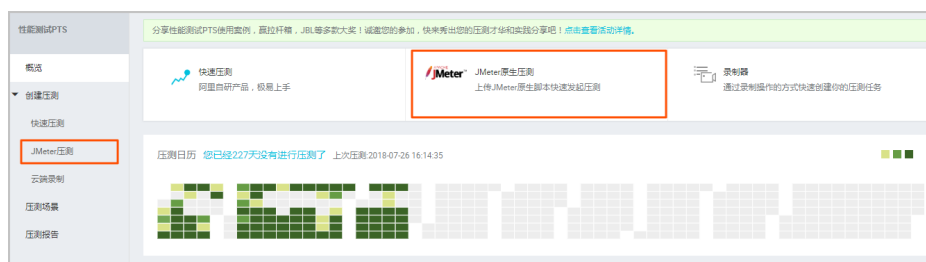 性能测试PTS
分享性能测试PTS使用案例，赢拉杆箱，JBL等多款大奖！诚邀您的参加，快来秀出您的压测才华和实践分享吧！点击查看活动详情。
概览
创建压测
快速压测
JMeter压测
云端录制
压测场景
压测报告
快速压测
阿里自研产品，极易上手
JMeter
JMeter原生压测
上传JMeter原生脚本快速发起压测
录制器
通过录制操作的方式快速创建你的压测任务
压测日历 您已经227天没有进行压测了 上次压测:2018-07-26 16:14:35